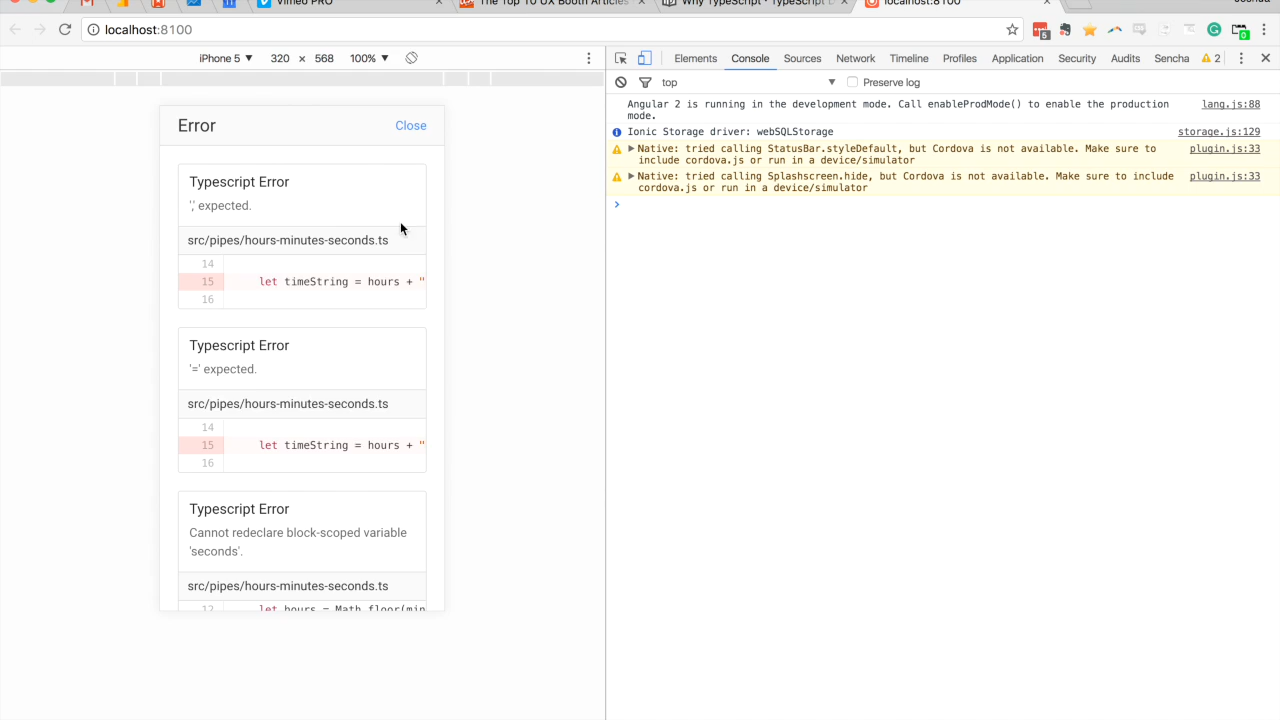 Vimeo PRO
The Top 10 UX Booth Articles
Why TypeScript • TypeScript D
localhost:8100
localhost:8100
5
0
iPhone 5 ▼ 320 × 568 100% ▼
Elements Console Sources Network Timeline Profiles Application Security Audits Sencha 2
top ▼ Preserve log
Error Close
Typescript Error
',' expected.
src/pipes/hours-minutes-seconds.ts
14
15 let timeString = hours + "
16
Typescript Error
'=' expected.
src/pipes/hours-minutes-seconds.ts
14
15 let timeString = hours + "
16
Typescript Error
Cannot redeclare block-scoped variable
'seconds'.
src/pipes/hours-minutes-seconds.ts
12 let hours = Math.floor(min
Angular 2 is running in the development mode. Call enableProdMode() to enable the production lang.js:88
mode.
Ionic Storage driver: webSQLStorage storage.js:129
Native: tried calling StatusBar.styleDefault, but Cordova is not available. Make sure to plugin.js:33
include cordova.js or run in a device/simulator
Native: tried calling Splashscreen.hide, but Cordova is not available. Make sure to include plugin.js:33
cordova.js or run in a device/simulator